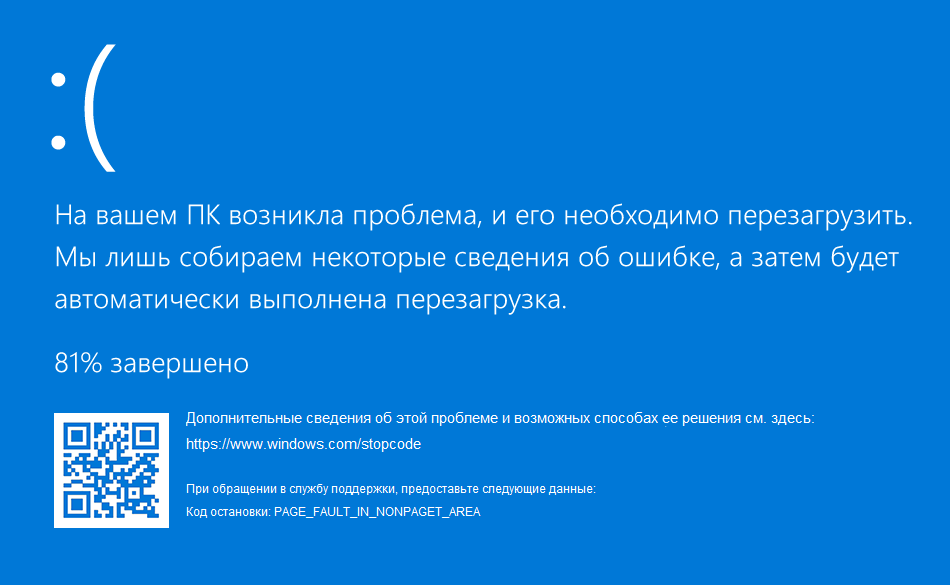 :(
На вашем ПК возникла проблема, и его необходимо перезагрузить.
Мы лишь собираем некоторые сведения об ошибке, а затем будет
автоматически выполнена перезагрузка.
81% завершено
Дополнительные сведения об этой проблеме и возможных способах ее решения см. здесь:
https://www.windows.com/stopcode
При обращении в службу поддержки, предоставьте следующие данные:
Код остановки: PAGE_FAULT_IN_NONPAGET_AREA